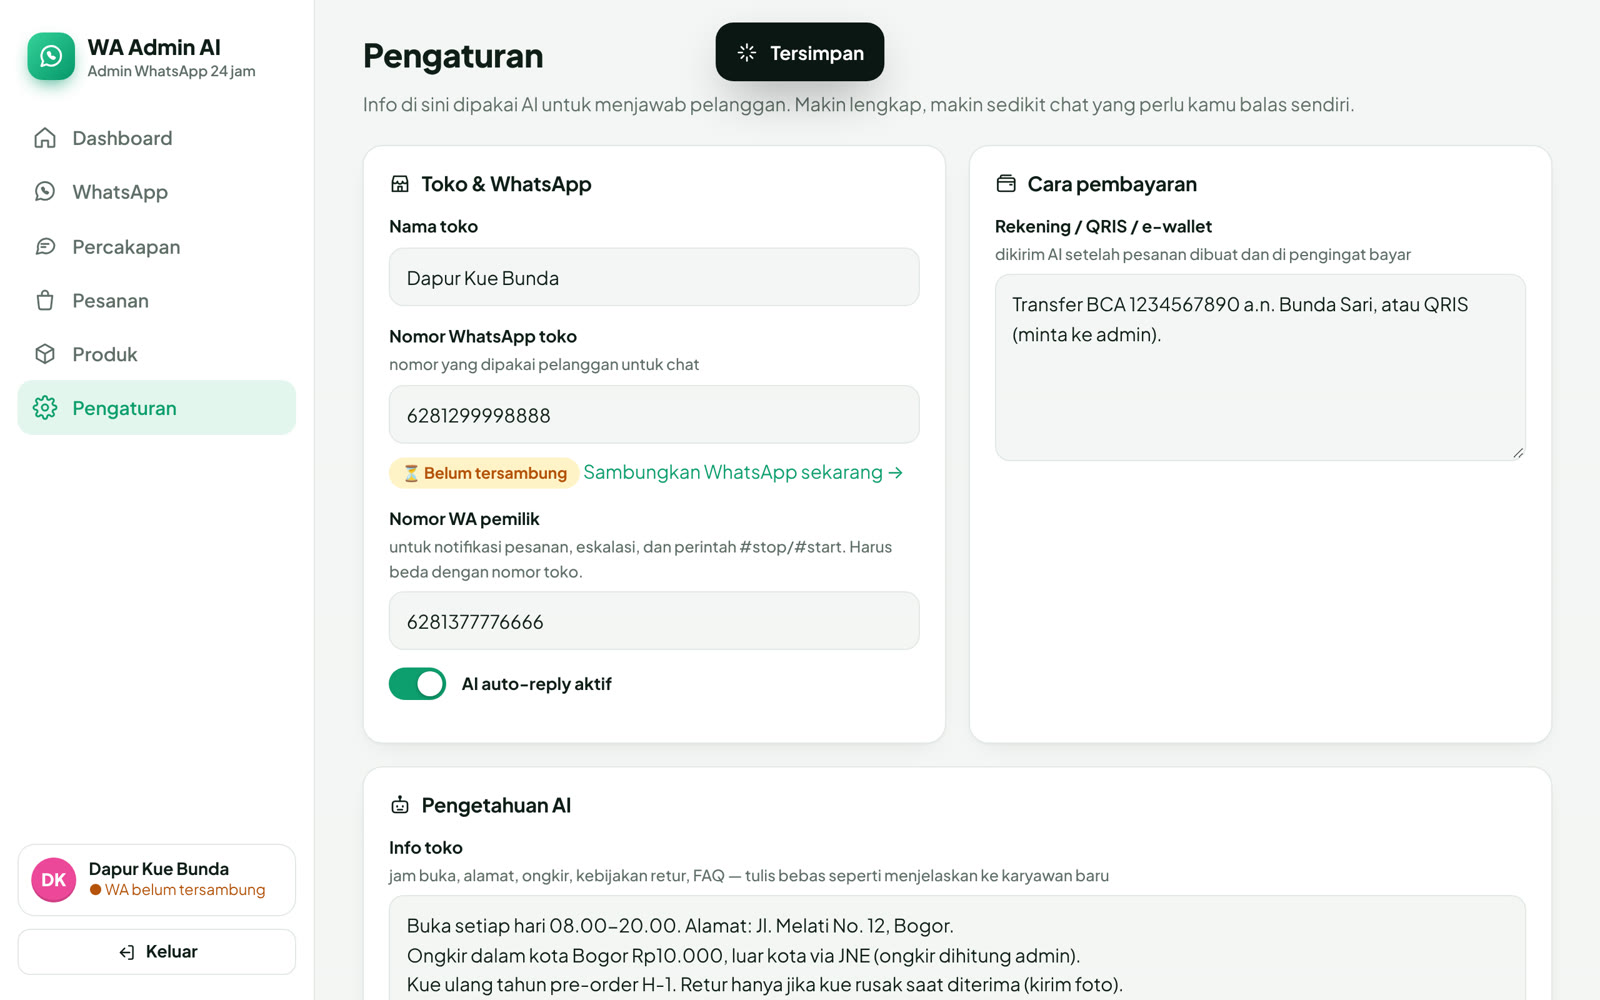 WA Admin AI
Admin WhatsApp 24 jam
Dashboard
WhatsApp
Percakapan
Pesanan
Produk
Pengaturan
DK
Dapur Kue Bunda
WA belum tersambung
Keluar
Tersimpan
Pengaturan
Info di sini dipakai AI untuk menjawab pelanggan. Makin lengkap, makin sedikit chat yang perlu kamu balas sendiri.
Toko & WhatsApp
Nama toko
Dapur Kue Bunda
Nomor WhatsApp toko
nomor yang dipakai pelanggan untuk chat
6281299998888
⏳ Belum tersambung Sambungkan WhatsApp sekarang →
Nomor WA pemilik
untuk notifikasi pesanan, eskalasi, dan perintah #stop/#start. Harus
beda dengan nomor toko.
6281377776666
AI auto-reply aktif
Cara pembayaran
Rekening / QRIS / e-wallet
dikirim AI setelah pesanan dibuat dan di pengingat bayar
Transfer BCA 1234567890 a.n. Bunda Sari, atau QRIS
(minta ke admin).
Pengetahuan AI
Info toko
jam buka, alamat, ongkir, kebijakan retur, FAQ — tulis bebas seperti menjelaskan ke karyawan baru
Buka setiap hari 08.00–20.00. Alamat: Jl. Melati No. 12, Bogor.
Ongkir dalam kota Bogor Rp10.000, luar kota via JNE (ongkir dihitung admin).
Kue ulang tahun pre-order H-1. Retur hanya jika kue rusak saat diterima (kirim foto).